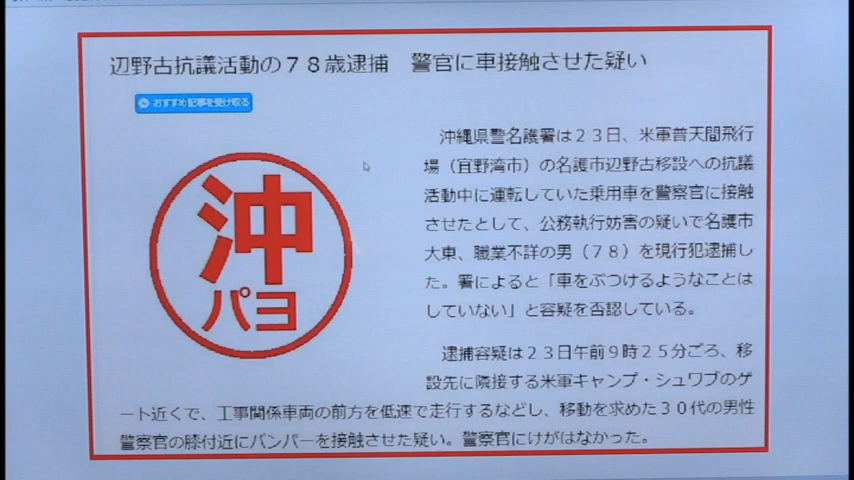 辺野古抗議活動の７８歳逮捕　警官に車接触させた疑い
おすすめ記事を受け取る
沖
パヨ
沖縄県警名護署は２３日、米軍普天間飛行
場（宜野湾市）の名護市辺野古移設への抗議
活動中に運転していた乗用車を警察官に接触
させたとして、公務執行妨害の疑いで名護市
大東、職業不詳の男（７８）を現行犯逮捕し
た。署によると「車をぶつけるようなことは
していない」と容疑を否認している。
逮捕容疑は２３日午前９時２５分ごろ、移
設先に隣接する米軍キャンプ・シュワブのゲ
ート近くで、工事関係車両の前方を低速で走行するなどし、移動を求めた３０代の男性
警察官の膝付近にバンパーを接触させた疑い。警察官にけがはなかった。